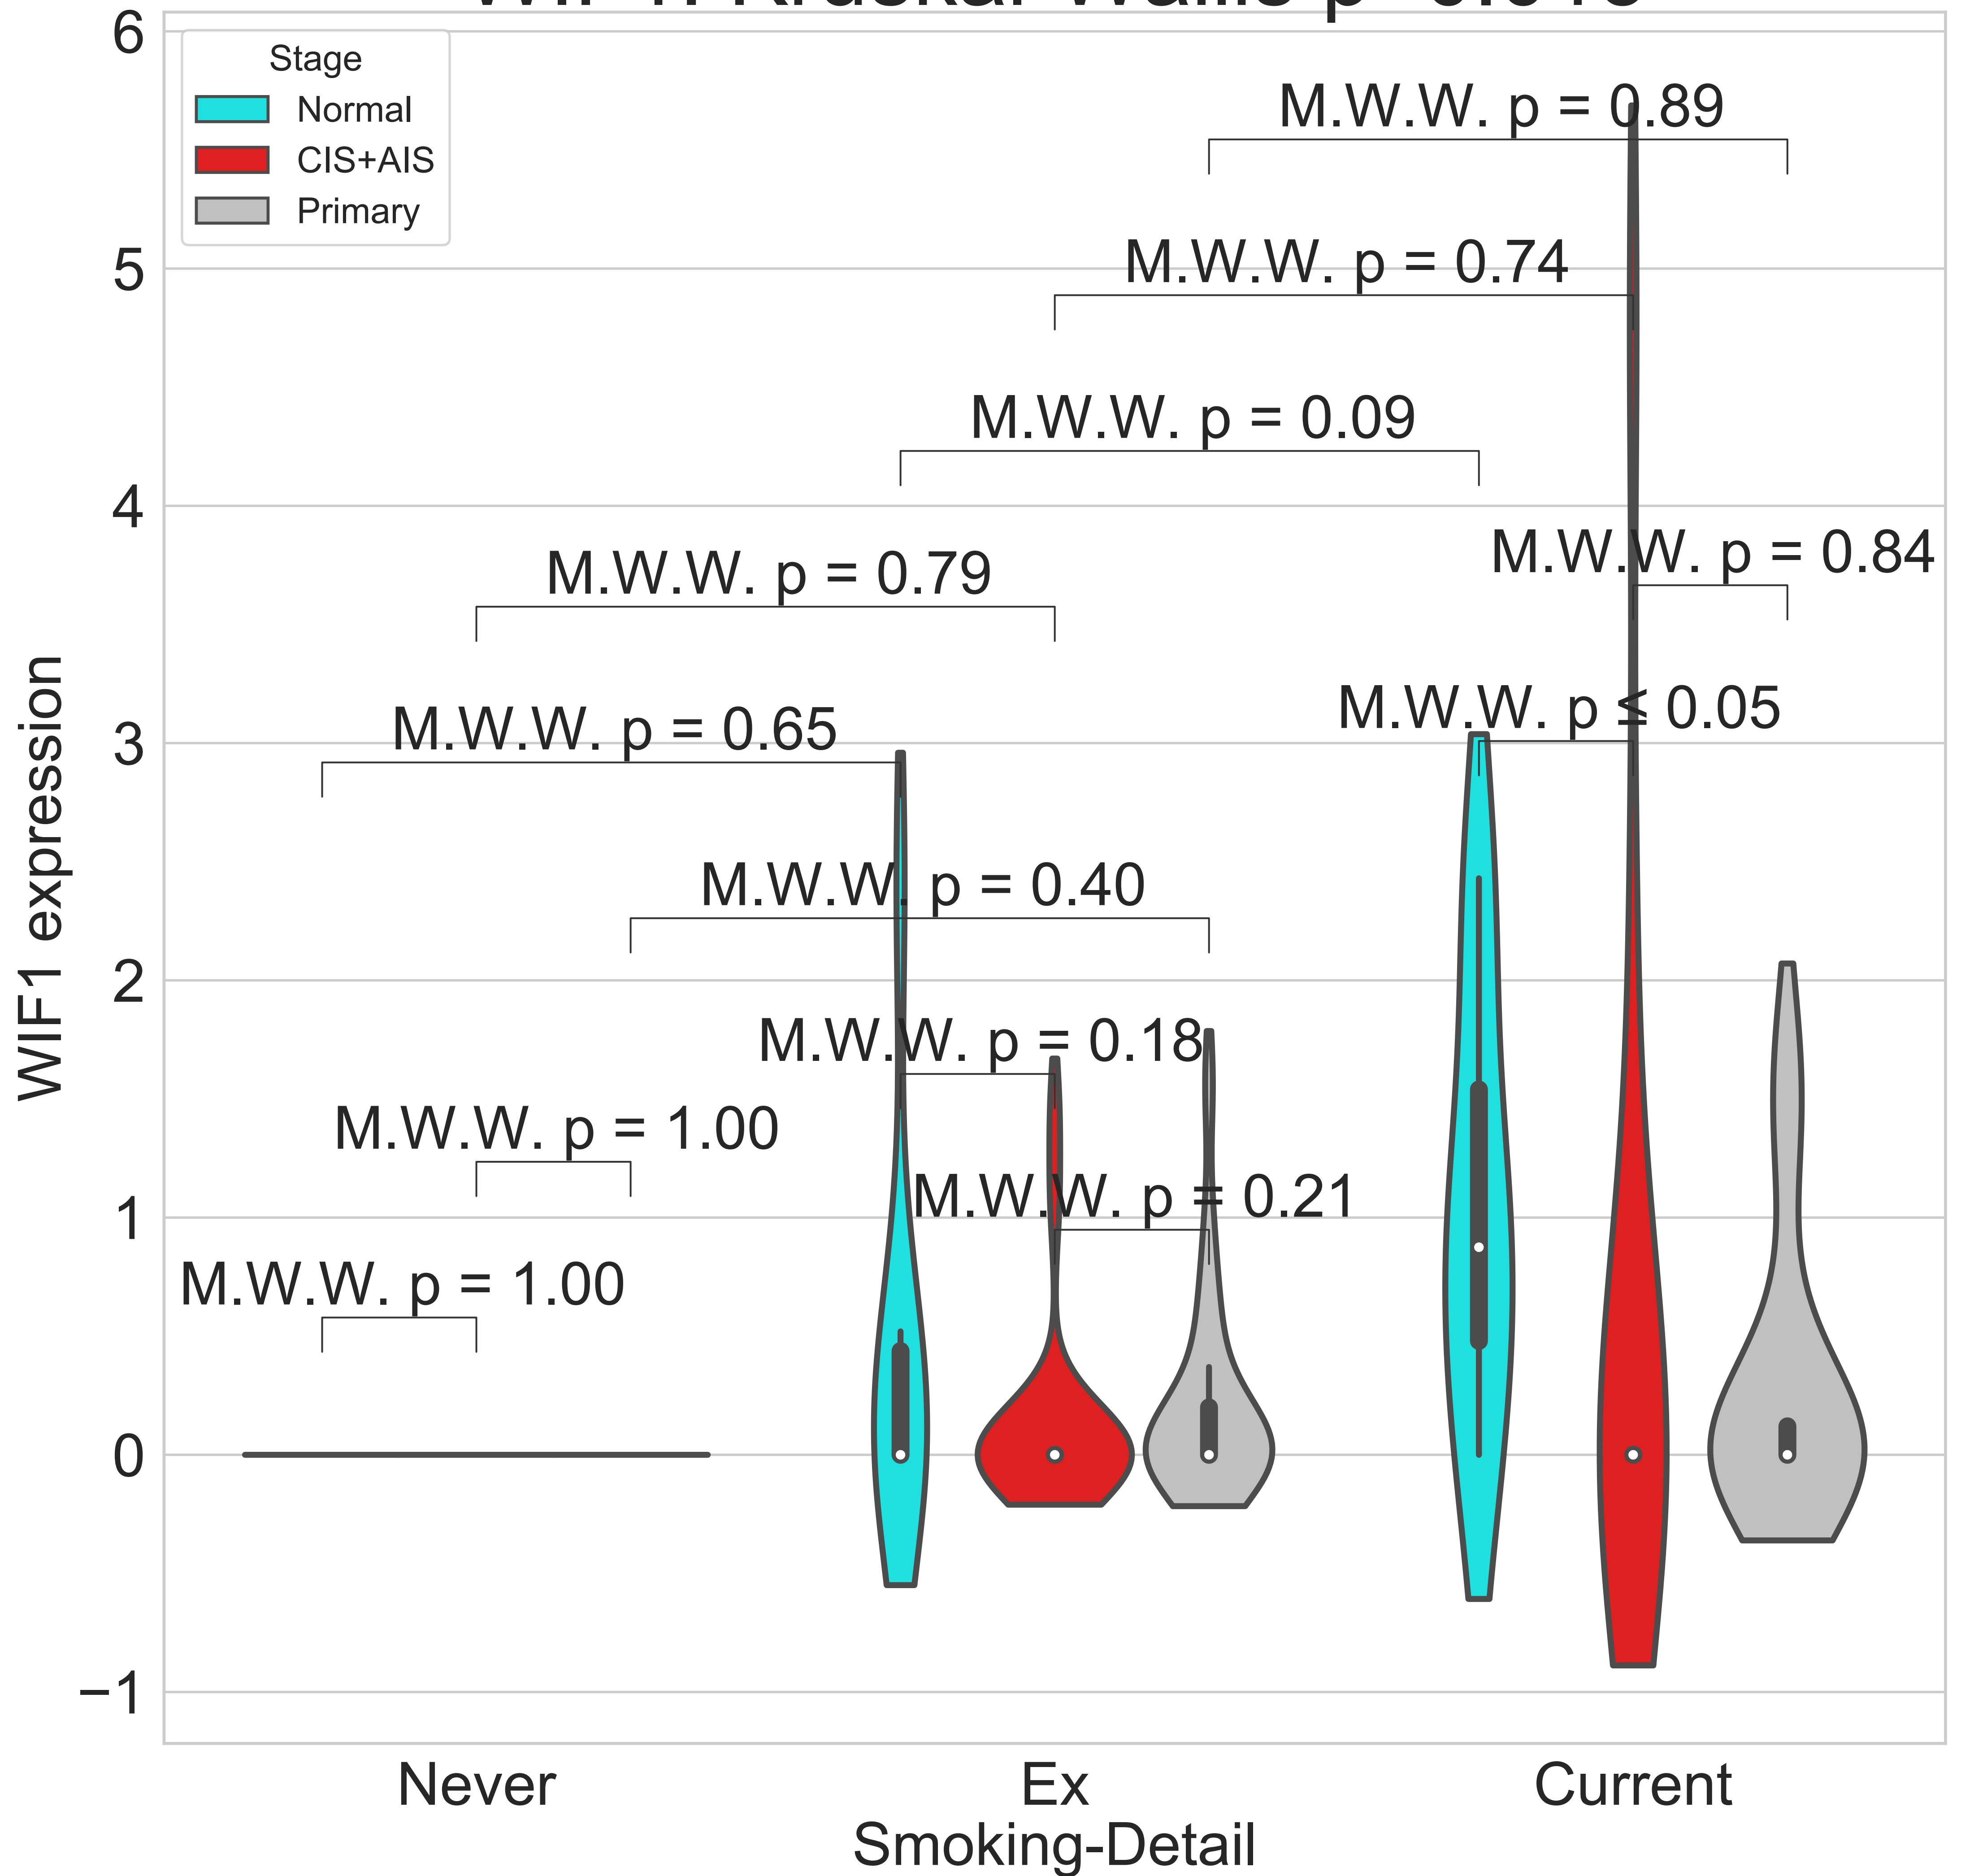 6
Stage
Normal
CIS+AIS
Primary
M.W.W. p = 0.89
5
M.W.W. p = 0.74
M.W.W. p = 0.09
4
M.W.W. p = 0.79
M.W.W. p = 0.84
3
M.W.W. p = 0.65
M.W.W. p ≤ 0.05
M.W.W. p = 0.40
2
M.W.W. p = 0.18
M.W.W. p = 1.00
1
M.W.W. p = 0.21
M.W.W. p = 1.00
0
−1
WIF1 expression
Never
Ex
Current
Smoking-Detail